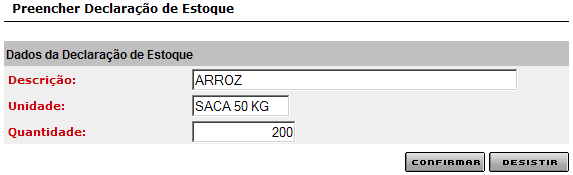 Preencher Declaração de Estoque
Dados da Declaração de Estoque
Descrição: ARROZ
Unidade: SACA 50 KG
Quantidade: 200
CONFIRMAR DESISTIR